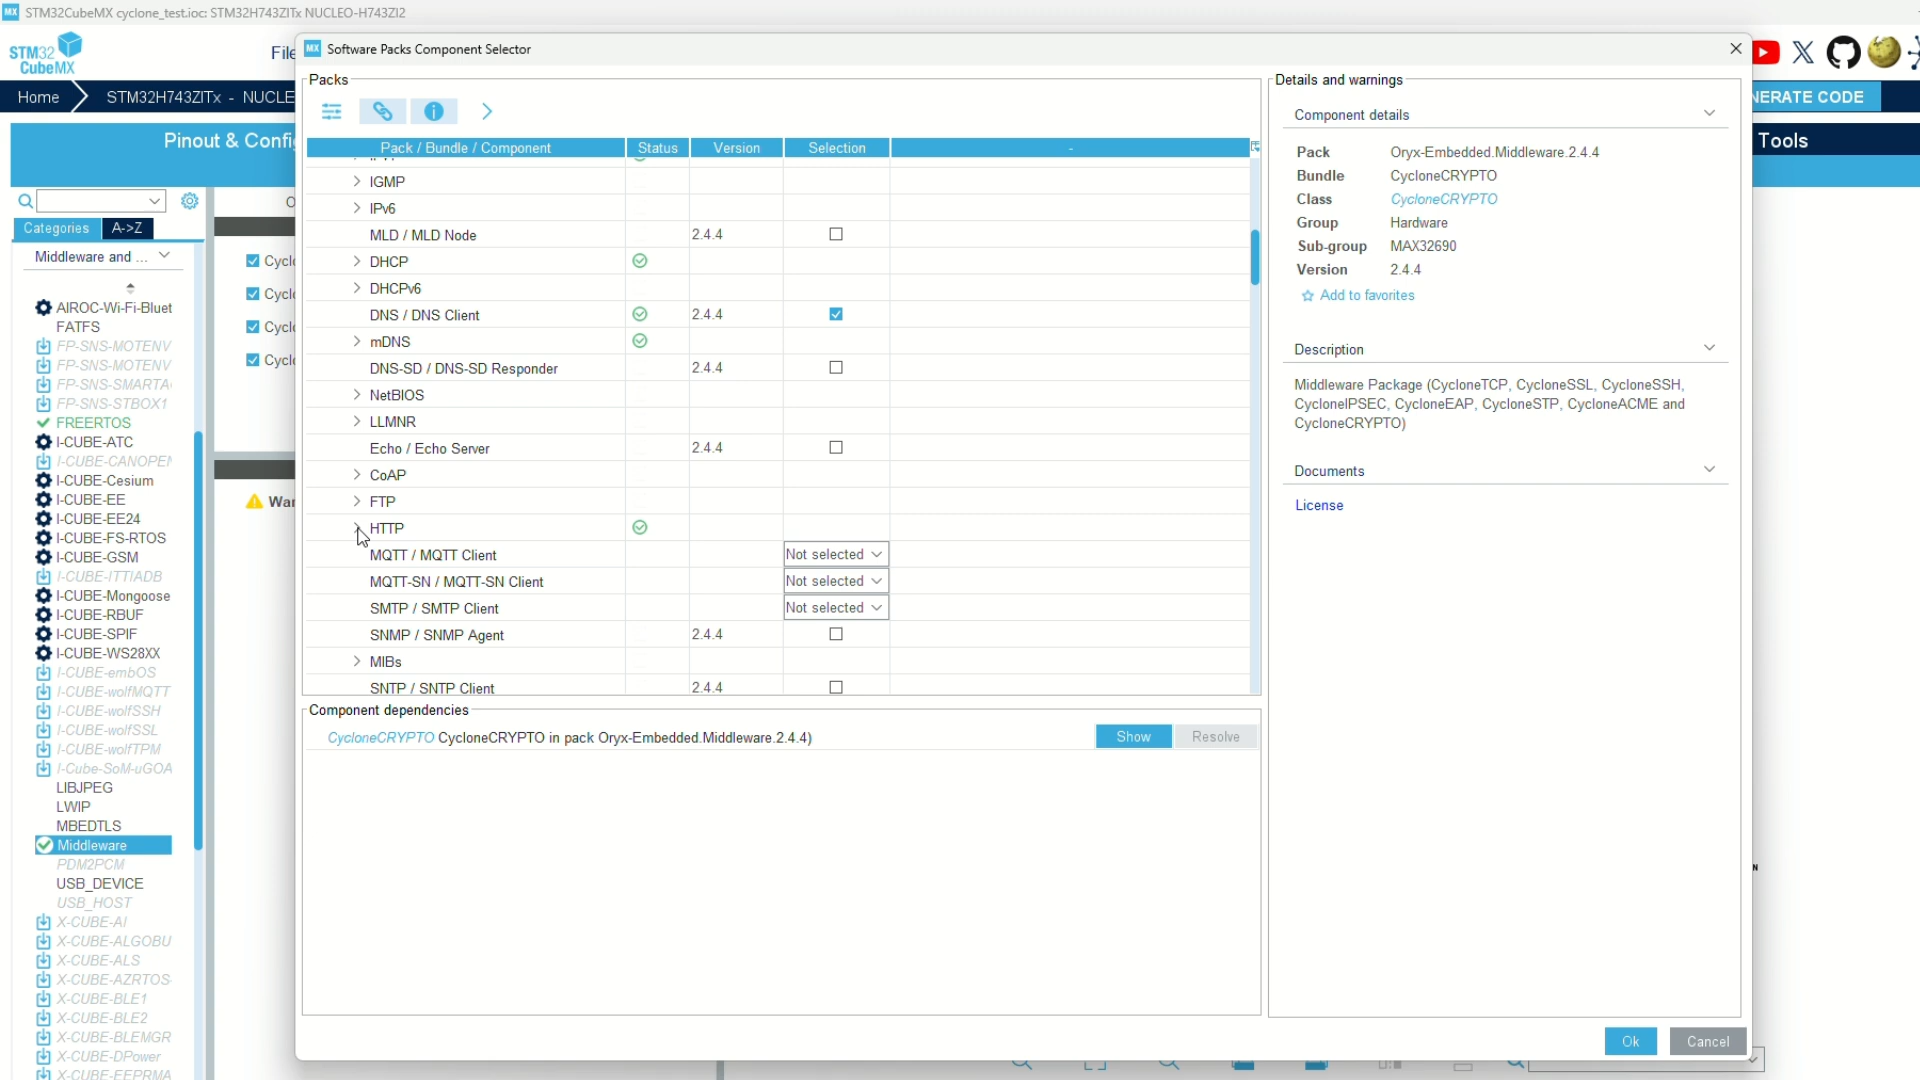 STM32CubeMX cyclone_test.ioc: STM32H743ZITx NUCLEO-H743ZI2
STM32
CubeMX
File
Software Packs Component Selector
Home
STM32H743ZITx - NUCLE
NERATE CODE
Pinout & Config
Tools
Categories
A->Z
Middleware and ...
AIROC-Wi-Fi-Bluet
FATFS
FP-SNS-MOTENV
FP-SNS-MOTENV
FP-SNS-SMARTA
FP-SNS-STBOX1
FREERTOS
I-CUBE-ATC
I-CUBE-CANOPEN
I-CUBE-Cesium
I-CUBE-EE
I-CUBE-EE24
I-CUBE-FS-RTOS
I-CUBE-GSM
I-CUBE-ITTIADB
I-CUBE-Mongoose
I-CUBE-RBUF
I-CUBE-SPIF
I-CUBE-WS28XX
I-CUBE-embOS
I-CUBE-wolfMQTT
I-CUBE-wolfSSH
I-CUBE-wolfSSL
I-CUBE-wolfTPM
I-Cube-SoM-uGOA
LIBJPEG
LWIP
MBEDTLS
Middleware
PDM2PCM
USB_DEVICE
USB_HOST
X-CUBE-AI
X-CUBE-ALGOBU
X-CUBE-ALS
X-CUBE-AZRTOS-
X-CUBE-BLE1
X-CUBE-BLE2
X-CUBE-BLEMGR
X-CUBE-DPower
X-CUBE-EEPRMA
Cycl
Cycl
Cycl
Cycl
War
Packs
Pack / Bundle / Component Status Version Selection -
IGMP
IPv6
MLD / MLD Node 2.4.4
DHCP
DHCPv6
DNS / DNS Client 2.4.4
mDNS
DNS-SD / DNS-SD Responder 2.4.4
NetBIOS
LLMNR
Echo / Echo Server 2.4.4
CoAP
FTP
HTTP
MQTT / MQTT Client Not selected
MQTT-SN / MQTT-SN Client Not selected
SMTP / SMTP Client Not selected
SNMP / SNMP Agent 2.4.4
MIBs
SNTP / SNTP Client 2.4.4
Component dependencies
CycloneCRYPTO CycloneCRYPTO in pack Oryx-Embedded.Middleware.2.4.4)
Show
Resolve
Details and warnings
Component details
Pack Oryx-Embedded.Middleware.2.4.4
Bundle CycloneCRYPTO
Class CycloneCRYPTO
Group Hardware
Sub-group MAX32690
Version 2.4.4
Add to favorites
Description
Middleware Package (CycloneTCP, CycloneSSL, CycloneSSH,
CycloneIPSEC, CycloneEAP, CycloneSTP, CycloneACME and
CycloneCRYPTO)
Documents
License
Ok
Cancel